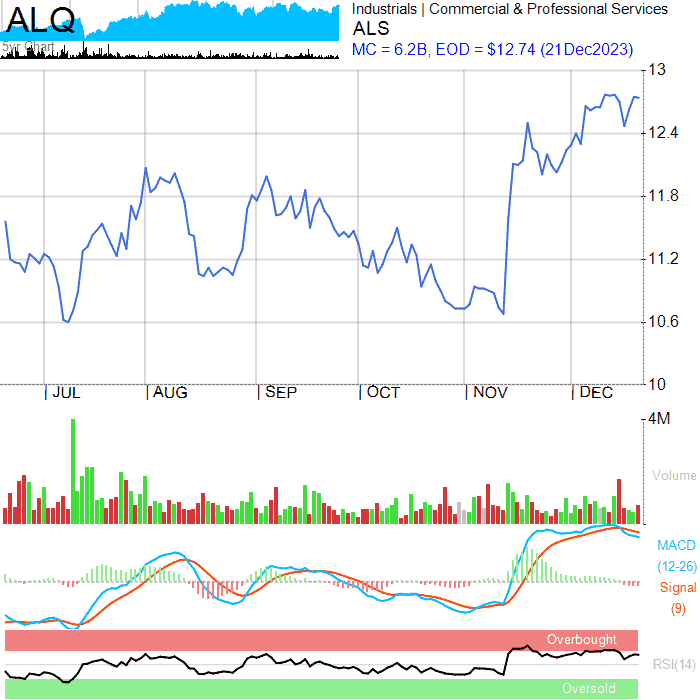 ALQ
5yr Chart
Industrials | Commercial & Professional Services
ALS
MC = 6.2B, EOD = $12.74 (21Dec2023)
13
12.4
11.8
11.2
10.6
10
JUL
AUG
SEP
OCT
NOV
DEC
4M
Volume
MACD
(12-26)
Signal
(9)
Overbought
RSI(14)
Oversold